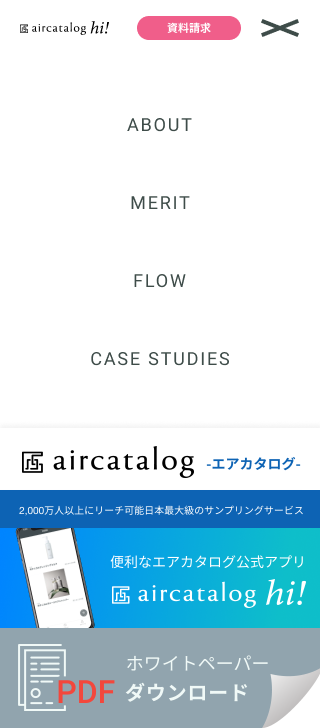 aircatalog hi!
資料請求
ABOUT
MERIT
FLOW
CASE STUDIES
aircatalog -エアカタログ-
2,000万人以上にリーチ可能日本最大級のサンプリングサービス
便利なエアカタログ公式アプリ
aircatalog hi!
ホワイトペーパー
PDF ダウンロード